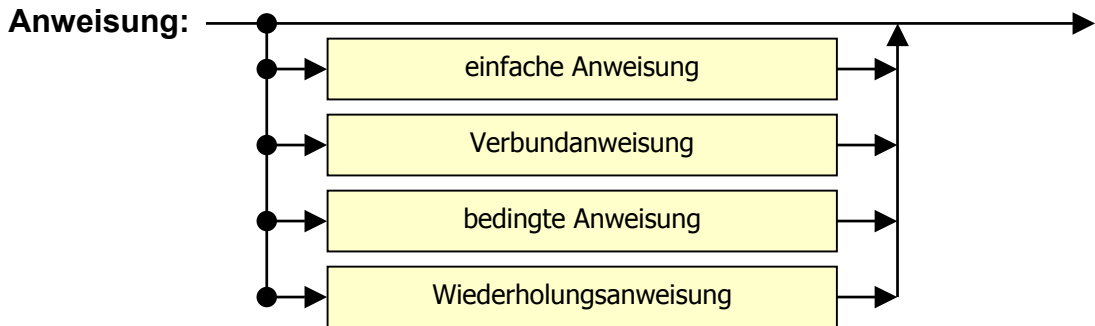 Anweisung:
einfache Anweisung
Verbundanweisung
bedingte Anweisung
Wiederholungsanweisung